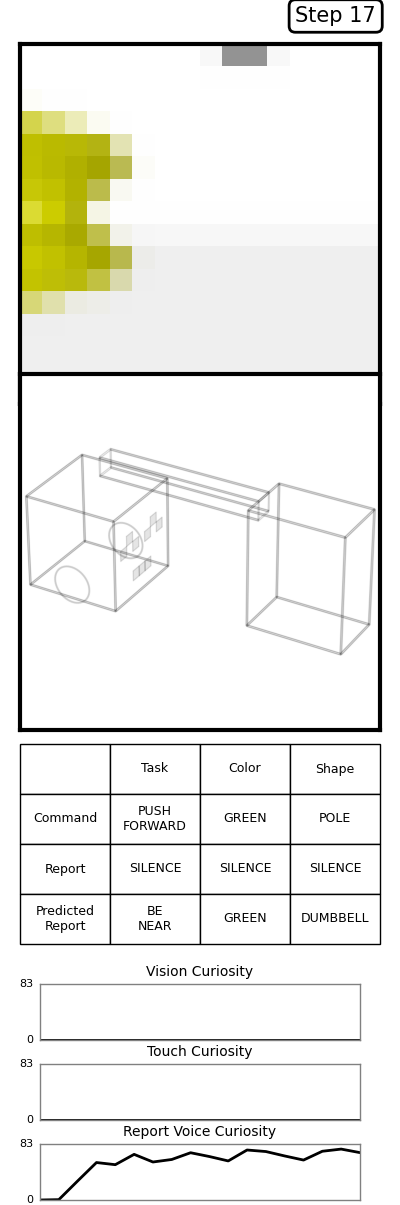 Step 17
Task Color Shape
Command PUSH FORWARD GREEN POLE
Report SILENCE SILENCE SILENCE
Predicted Report BE NEAR GREEN DUMBBELL
Vision Curiosity
83
0
Touch Curiosity
83
0
Report Voice Curiosity
83
0